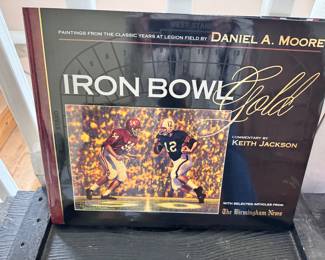 PAINTINGS FROM THE CLASSIC YEARS AT LEGION FIELD BY DANIEL A. MOORE
IRON BOWL
Gold
COMMENTARY BY
KEITH JACKSON
12
WITH SELECTED ARTICLES FROM
The Birmingham News